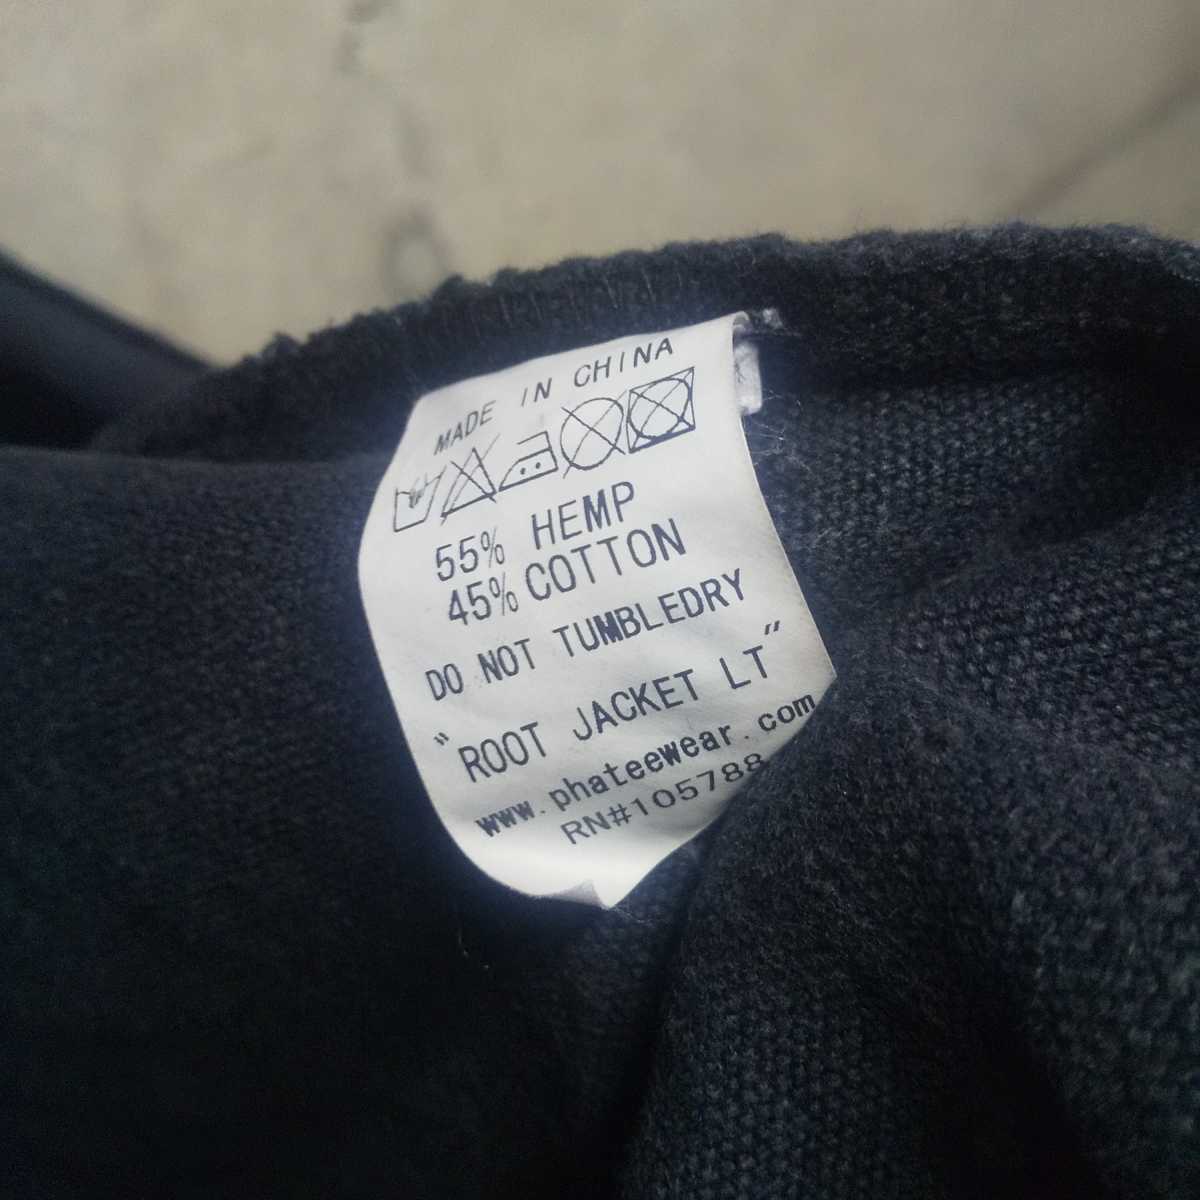 MADE IN CHINA
55% HEMP
45% COTTON
DO NOT TUMBLEDRY
"ROOT JACKET LT"
www.phateewear.com
RN#105788